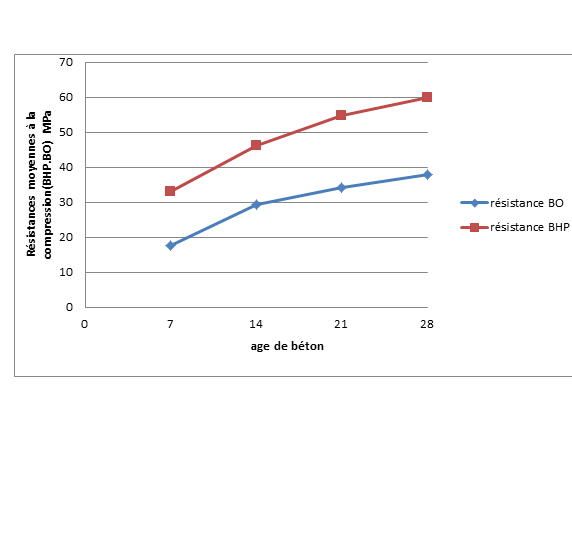 70
60
50
40
30
20
10
0
0 7 14 21 28
Résistances moyennes à la
compression(BHP.BO) MPa
age de béton
résistance BO
résistance BHP